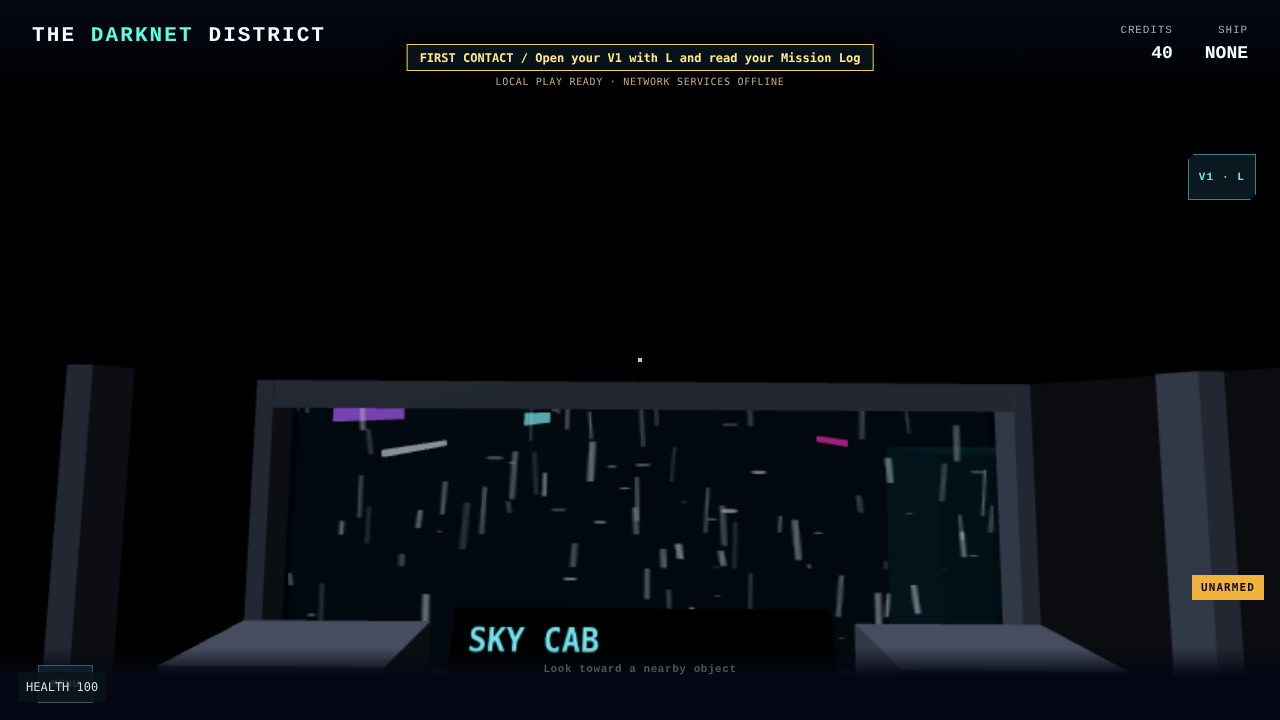 THE DARKNET DISTRICT
CREDITS
SHIP
40
NONE
FIRST CONTACT / Open your V1 with L and read your Mission Log
LOCAL PLAY READY · NETWORK SERVICES OFFLINE
V1 · L
UNARMED
SKY CAB
Look toward a nearby object
HEALTH 100